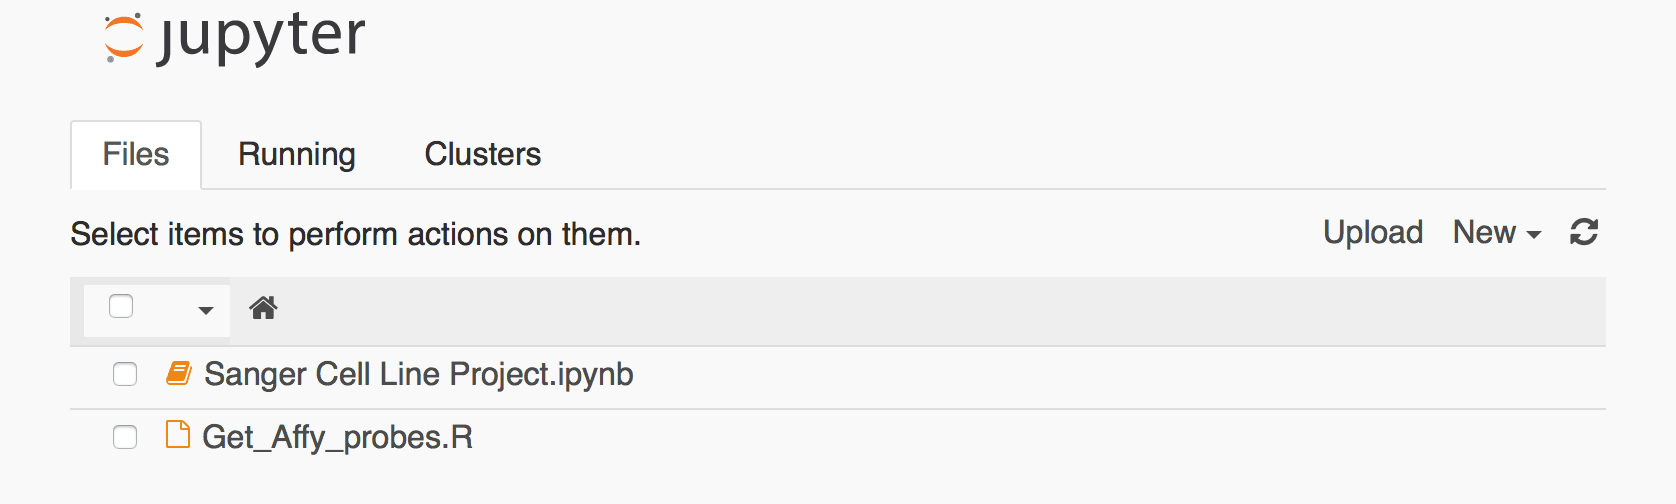 jupyter
Files Running Clusters
Select items to perform actions on them. Upload New
Sanger Cell Line Project.ipynb
Get_Affy_probes.R